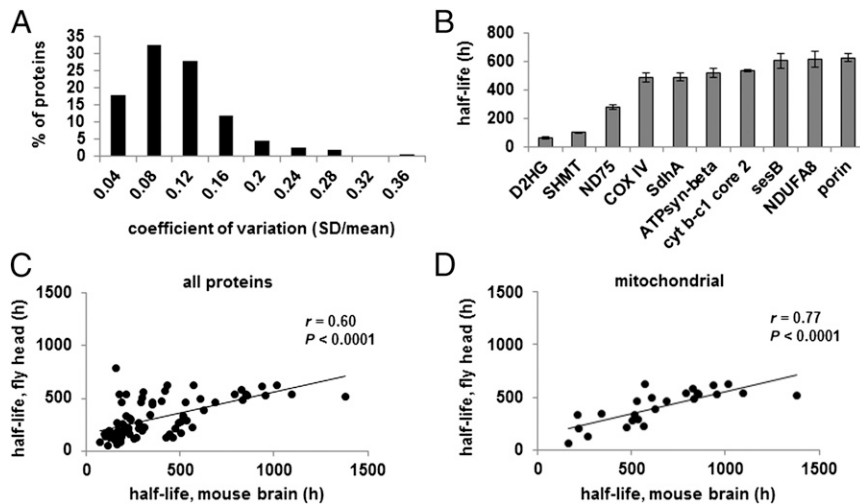 A
35
30
25
20
15
10
5
0
% of proteins
0.04 0.08 0.12 0.16 0.2 0.24 0.28 0.32 0.36
coefficient of variation (SD/mean)
B
800
600
400
200
0
half-life (h)
D2HG SHMT ND75 COX IV SdhA ATPsyn-beta cyt b-c1 core 2 sesB NDUFA8 porin
C
all proteins
1500
1000
500
0
half-life, fly head (h)
r = 0.60
P < 0.0001
0 500 1000 1500
half-life, mouse brain (h)
D
mitochondrial
1500
1000
500
0
half-life, fly head (h)
r = 0.77
P < 0.0001
0 500 1000 1500
half-life, mouse brain (h)